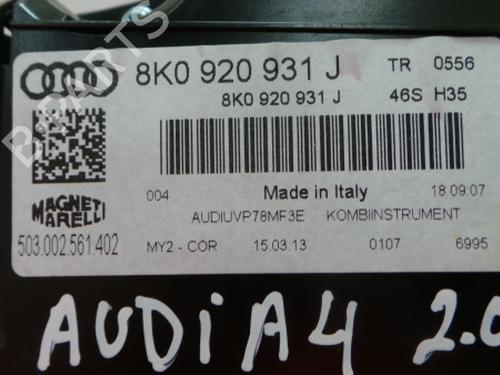 8K0 920 931 J TR 0556
8K0 920 931 J 46S H35
004 Made in Italy 18.09.07
MAGNETI
MARELLI
AUDIUVP78MF3E KOMBIINSTRUMENT
503.002.561.402 MY2 - COR 15.03.13 0107 6995
AUDi A4 2.0
B-PARTS